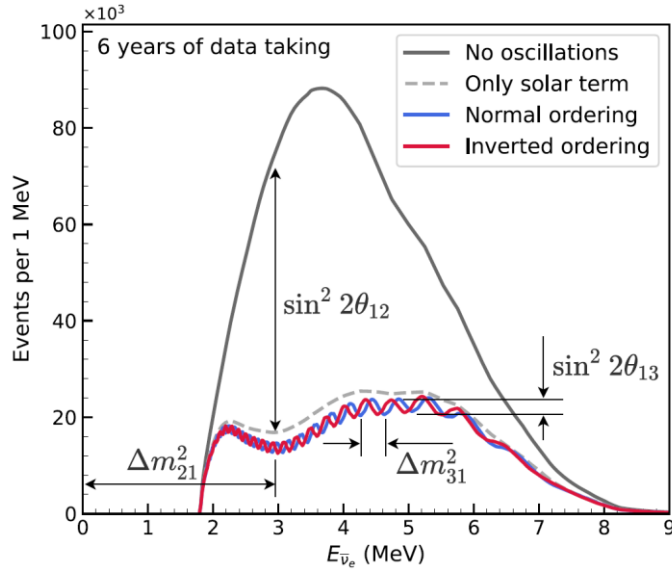 ×10³
6 years of data taking
No oscillations
Only solar term
Normal ordering
Inverted ordering
Events per 1 MeV
100
80
60
40
20
0
sin² 2θ₁₂
sin² 2θ₁₃
Δm²₂₁
Δm²₃₁
0 1 2 3 4 5 6 7 8 9
E_ν̄ₑ (MeV)